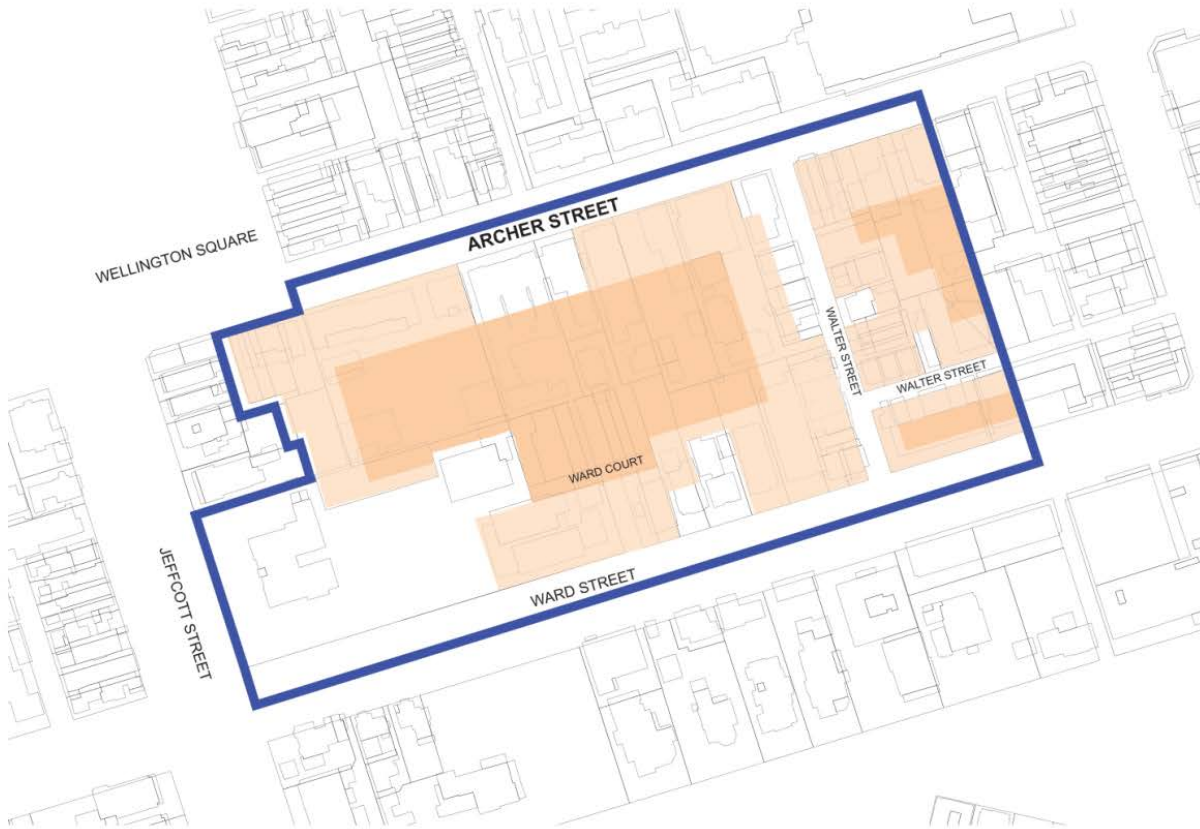 WELLINGTON SQUARE
ARCHER STREET
WALTER STREET
WALTER STREET
WARD COURT
WARD STREET
JEFFCOTT STREET